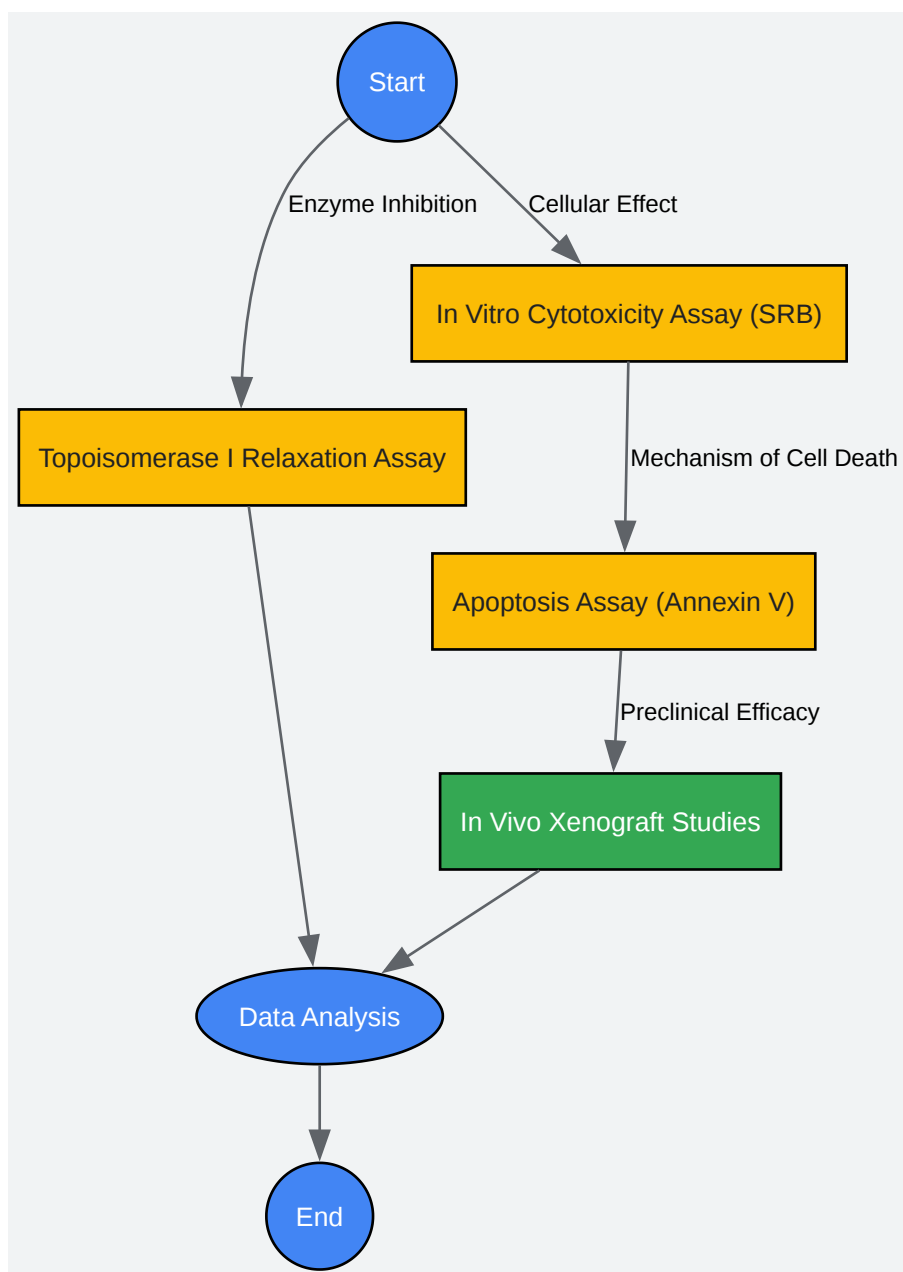 Start
Enzyme Inhibition
Cellular Effect
In Vitro Cytotoxicity Assay (SRB)
Topoisomerase I Relaxation Assay
Mechanism of Cell Death
Apoptosis Assay (Annexin V)
Preclinical Efficacy
In Vivo Xenograft Studies
Data Analysis
End